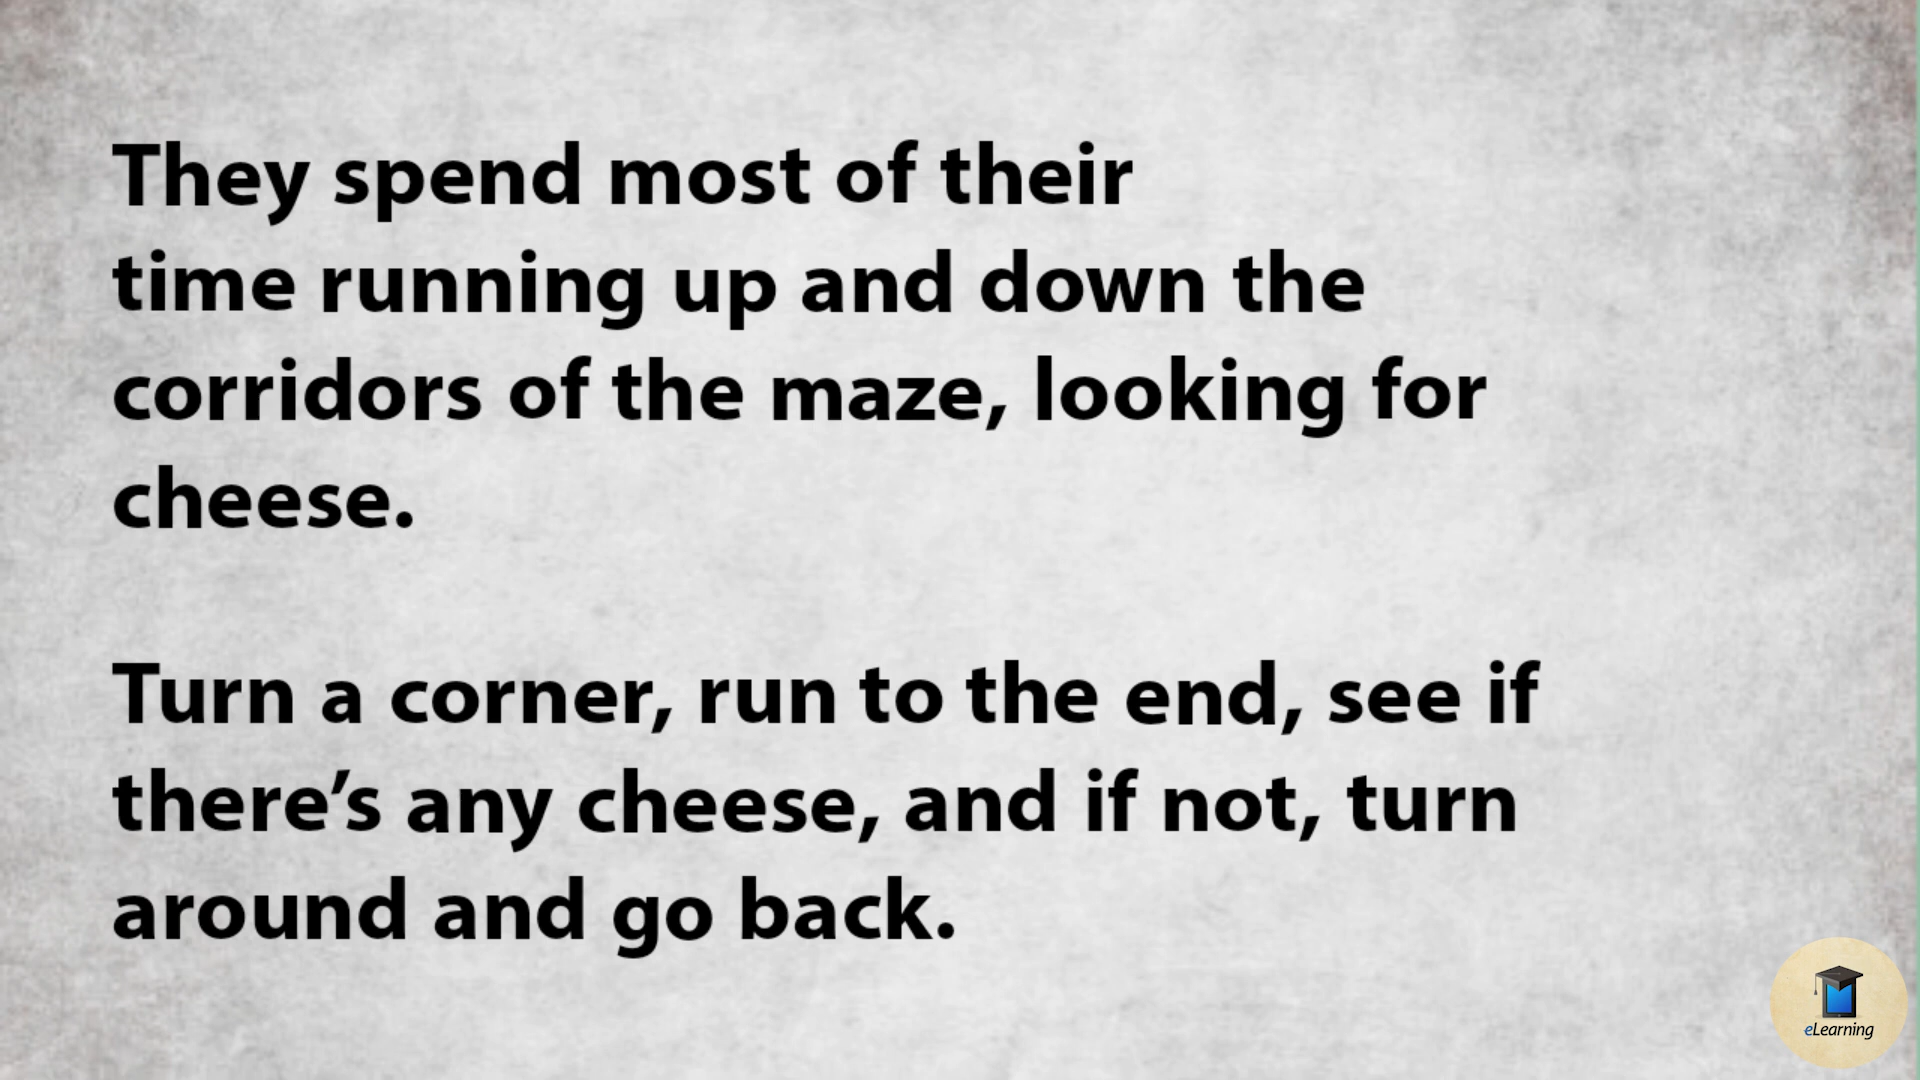 They spend most of their
time running up and down the
corridors of the maze, looking for
cheese.
Turn a corner, run to the end, see if
there’s any cheese, and if not, turn
around and go back.
eLearning